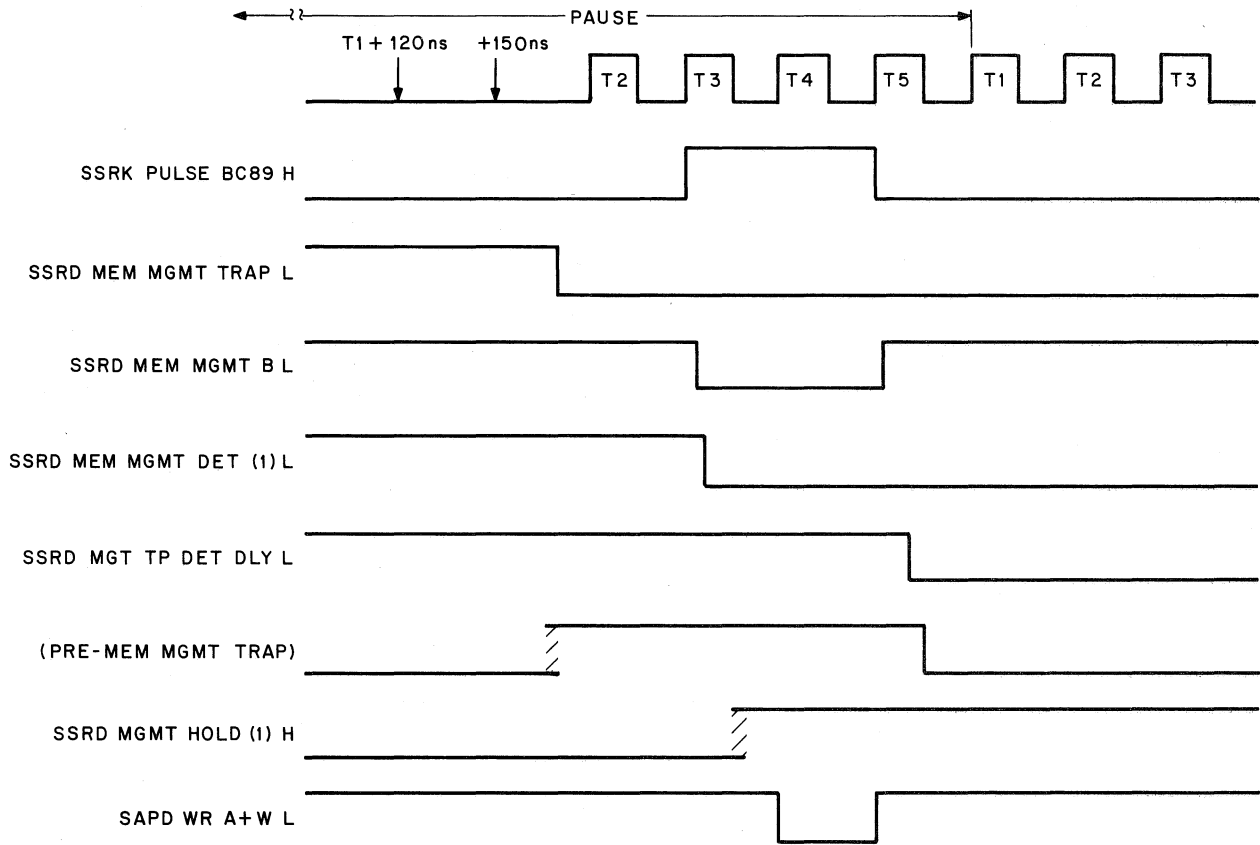 PAUSE
T1 + 120ns +150ns
T2 T3 T4 T5 T1 T2 T3
SSRK PULSE BC89 H
SSRD MEM MGMT TRAP L
SSRD MEM MGMT B L
SSRD MEM MGMT DET (1) L
SSRD MGT TP DET DLY L
(PRE-MEM MGMT TRAP)
SSRD MGMT HOLD (1) H
SAPD WR A+W L